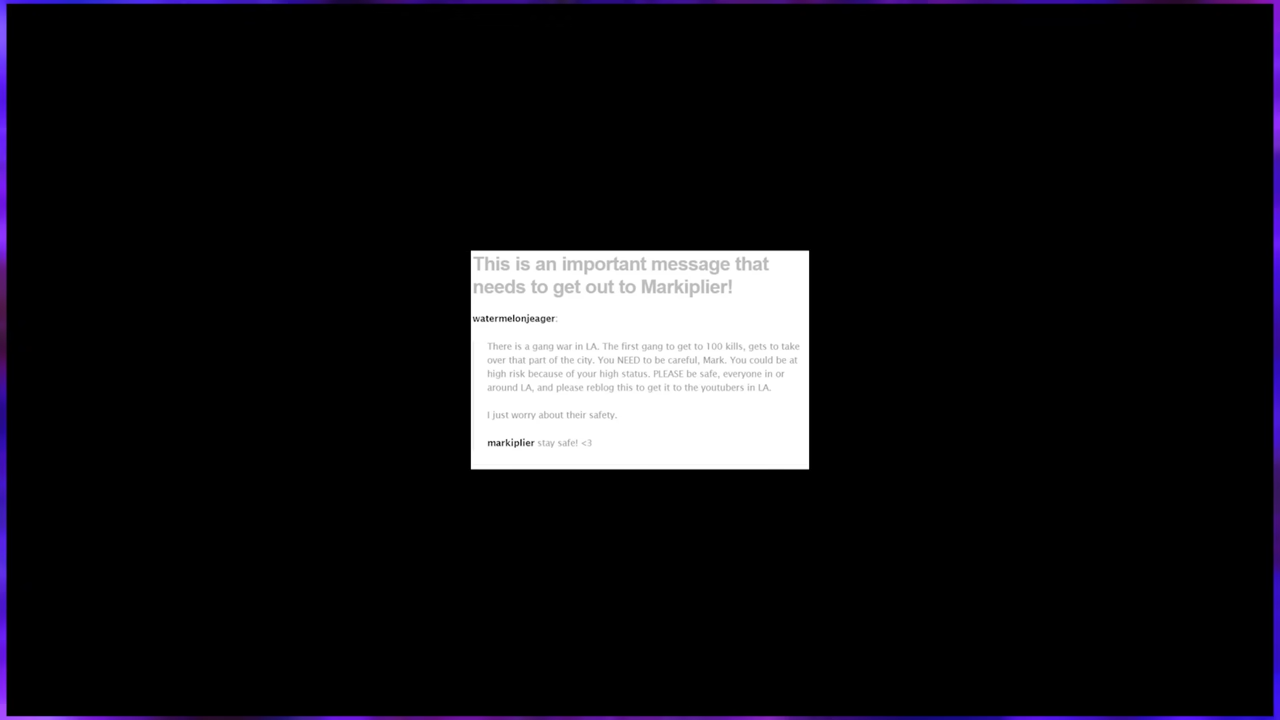 This is an important message that
needs to get out to Markiplier!
watermelonjeager:
There is a gang war in LA. The first gang to get to 100 kills, gets to take
over that part of the city. You NEED to be careful, Mark. You could be at
high risk because of your high status. PLEASE be safe, everyone in or
around LA, and please reblog this to get it to the youtubers in LA.
I just worry about their safety.
markiplier stay safe! <3